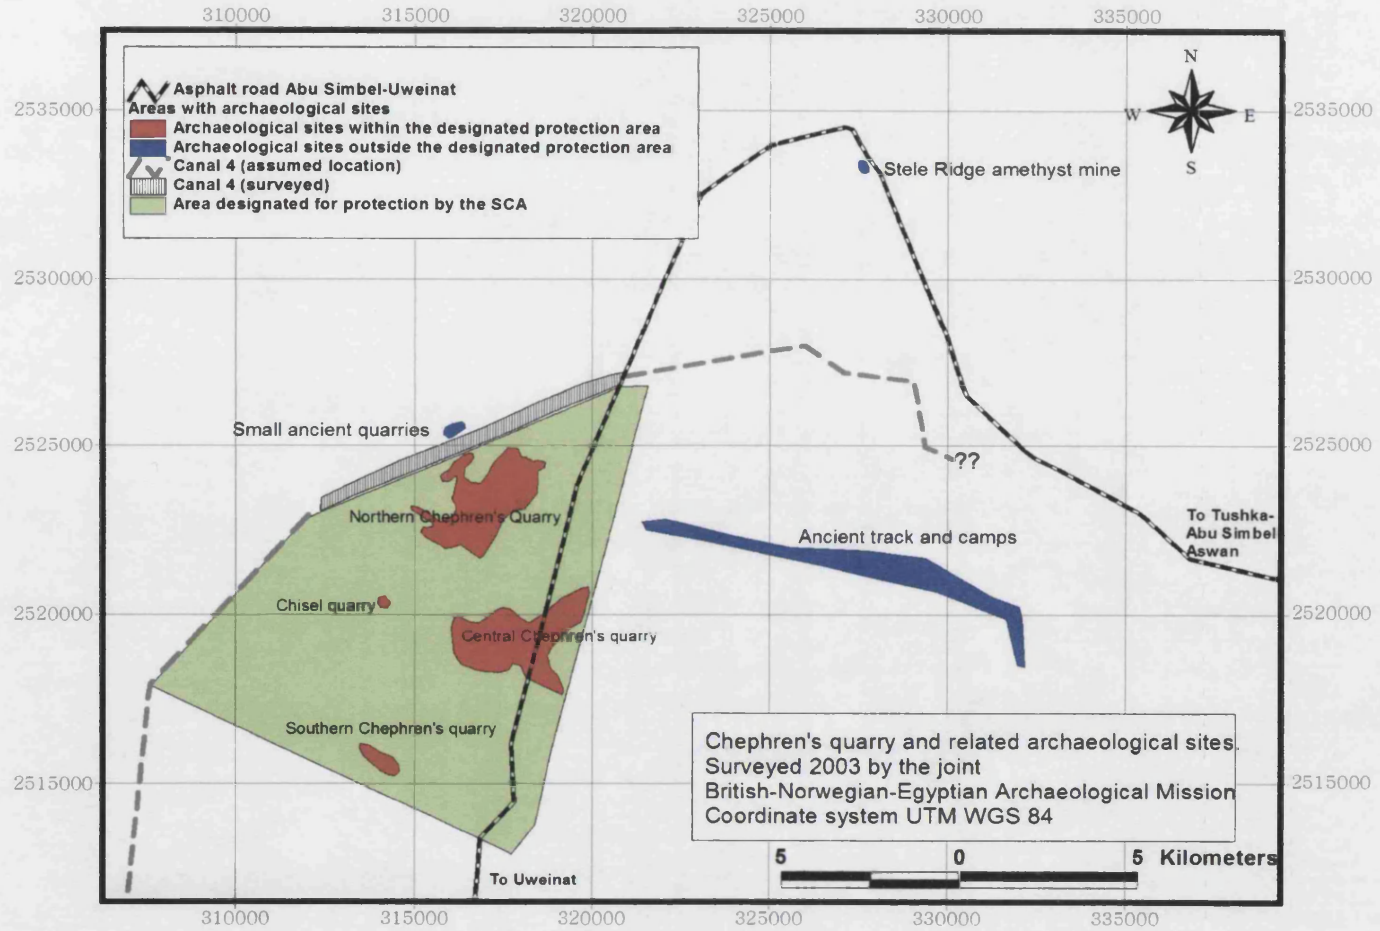 310000 315000 320000 325000 330000 335000
N
W E
S
Asphalt road Abu Simbel-Uweinat
Areas with archaeological sites
Archaeological sites within the designated protection area
Archaeological sites outside the designated protection area
Canal 4 (assumed location)
Canal 4 (surveyed)
Area designated for protection by the SCA
2535000 2535000
Stele Ridge amethyst mine
2530000 2530000
Small ancient quarries
2525000 2525000
??
Northern Chephren's Quarry
To Tushka-
Abu Simbel
Aswan
Ancient track and camps
Chisel quarry
2520000 2520000
Central Chephren's quarry
Southern Chephren's quarry
Chephren's quarry and related archaeological sites.
Surveyed 2003 by the joint
British-Norwegian-Egyptian Archaeological Mission
Coordinate system UTM WGS 84
2515000 2515000
5 0 5 Kilometers
To Uweinat
310000 315000 320000 325000 330000 335000